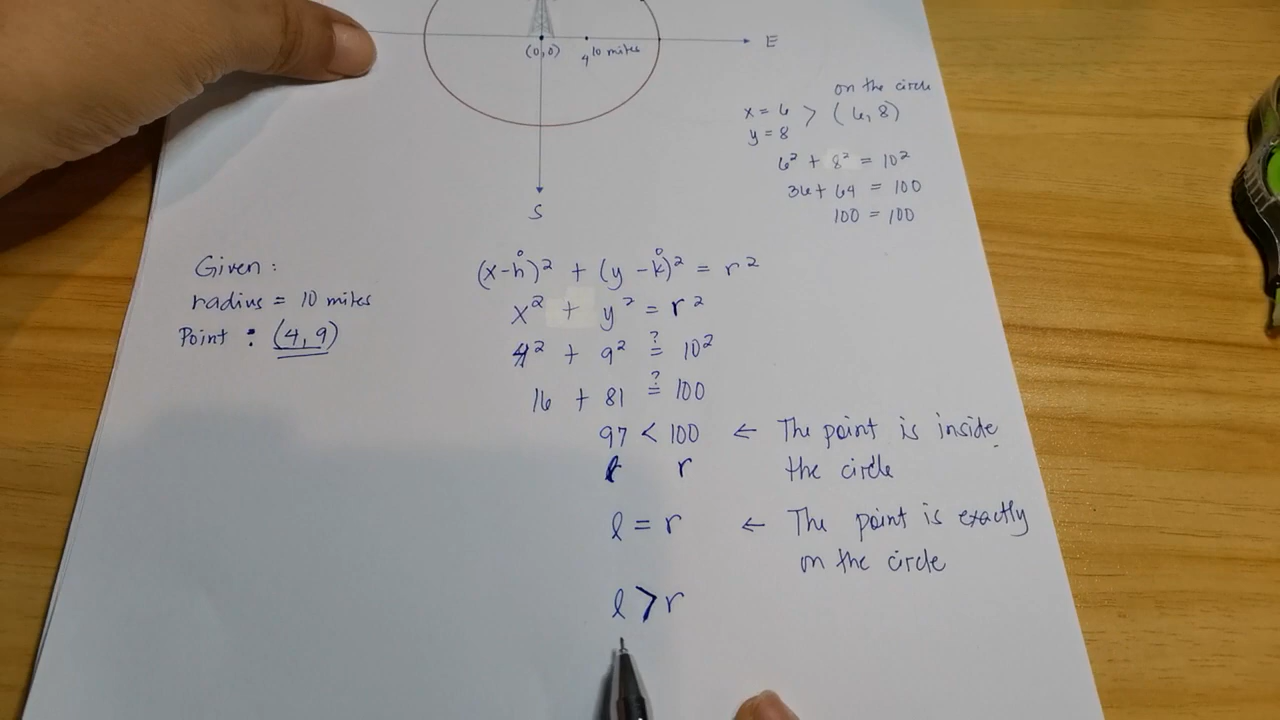 (0,0) 4 10 miles E
S
on the circle
x = 6 > (6, 8)
y = 8
6² + 8² = 10²
36 + 64 = 100
100 = 100
Given:
radius = 10 miles
Point : (4, 9)
(x - h)² + (y - k)² = r²
0 0
x² + y² = r²
4² + 9² ≟ 10²
16 + 81 ≟ 100
97 < 100 ← The point is inside
l r the circle
l = r ← The point is exactly
on the circle
l > r